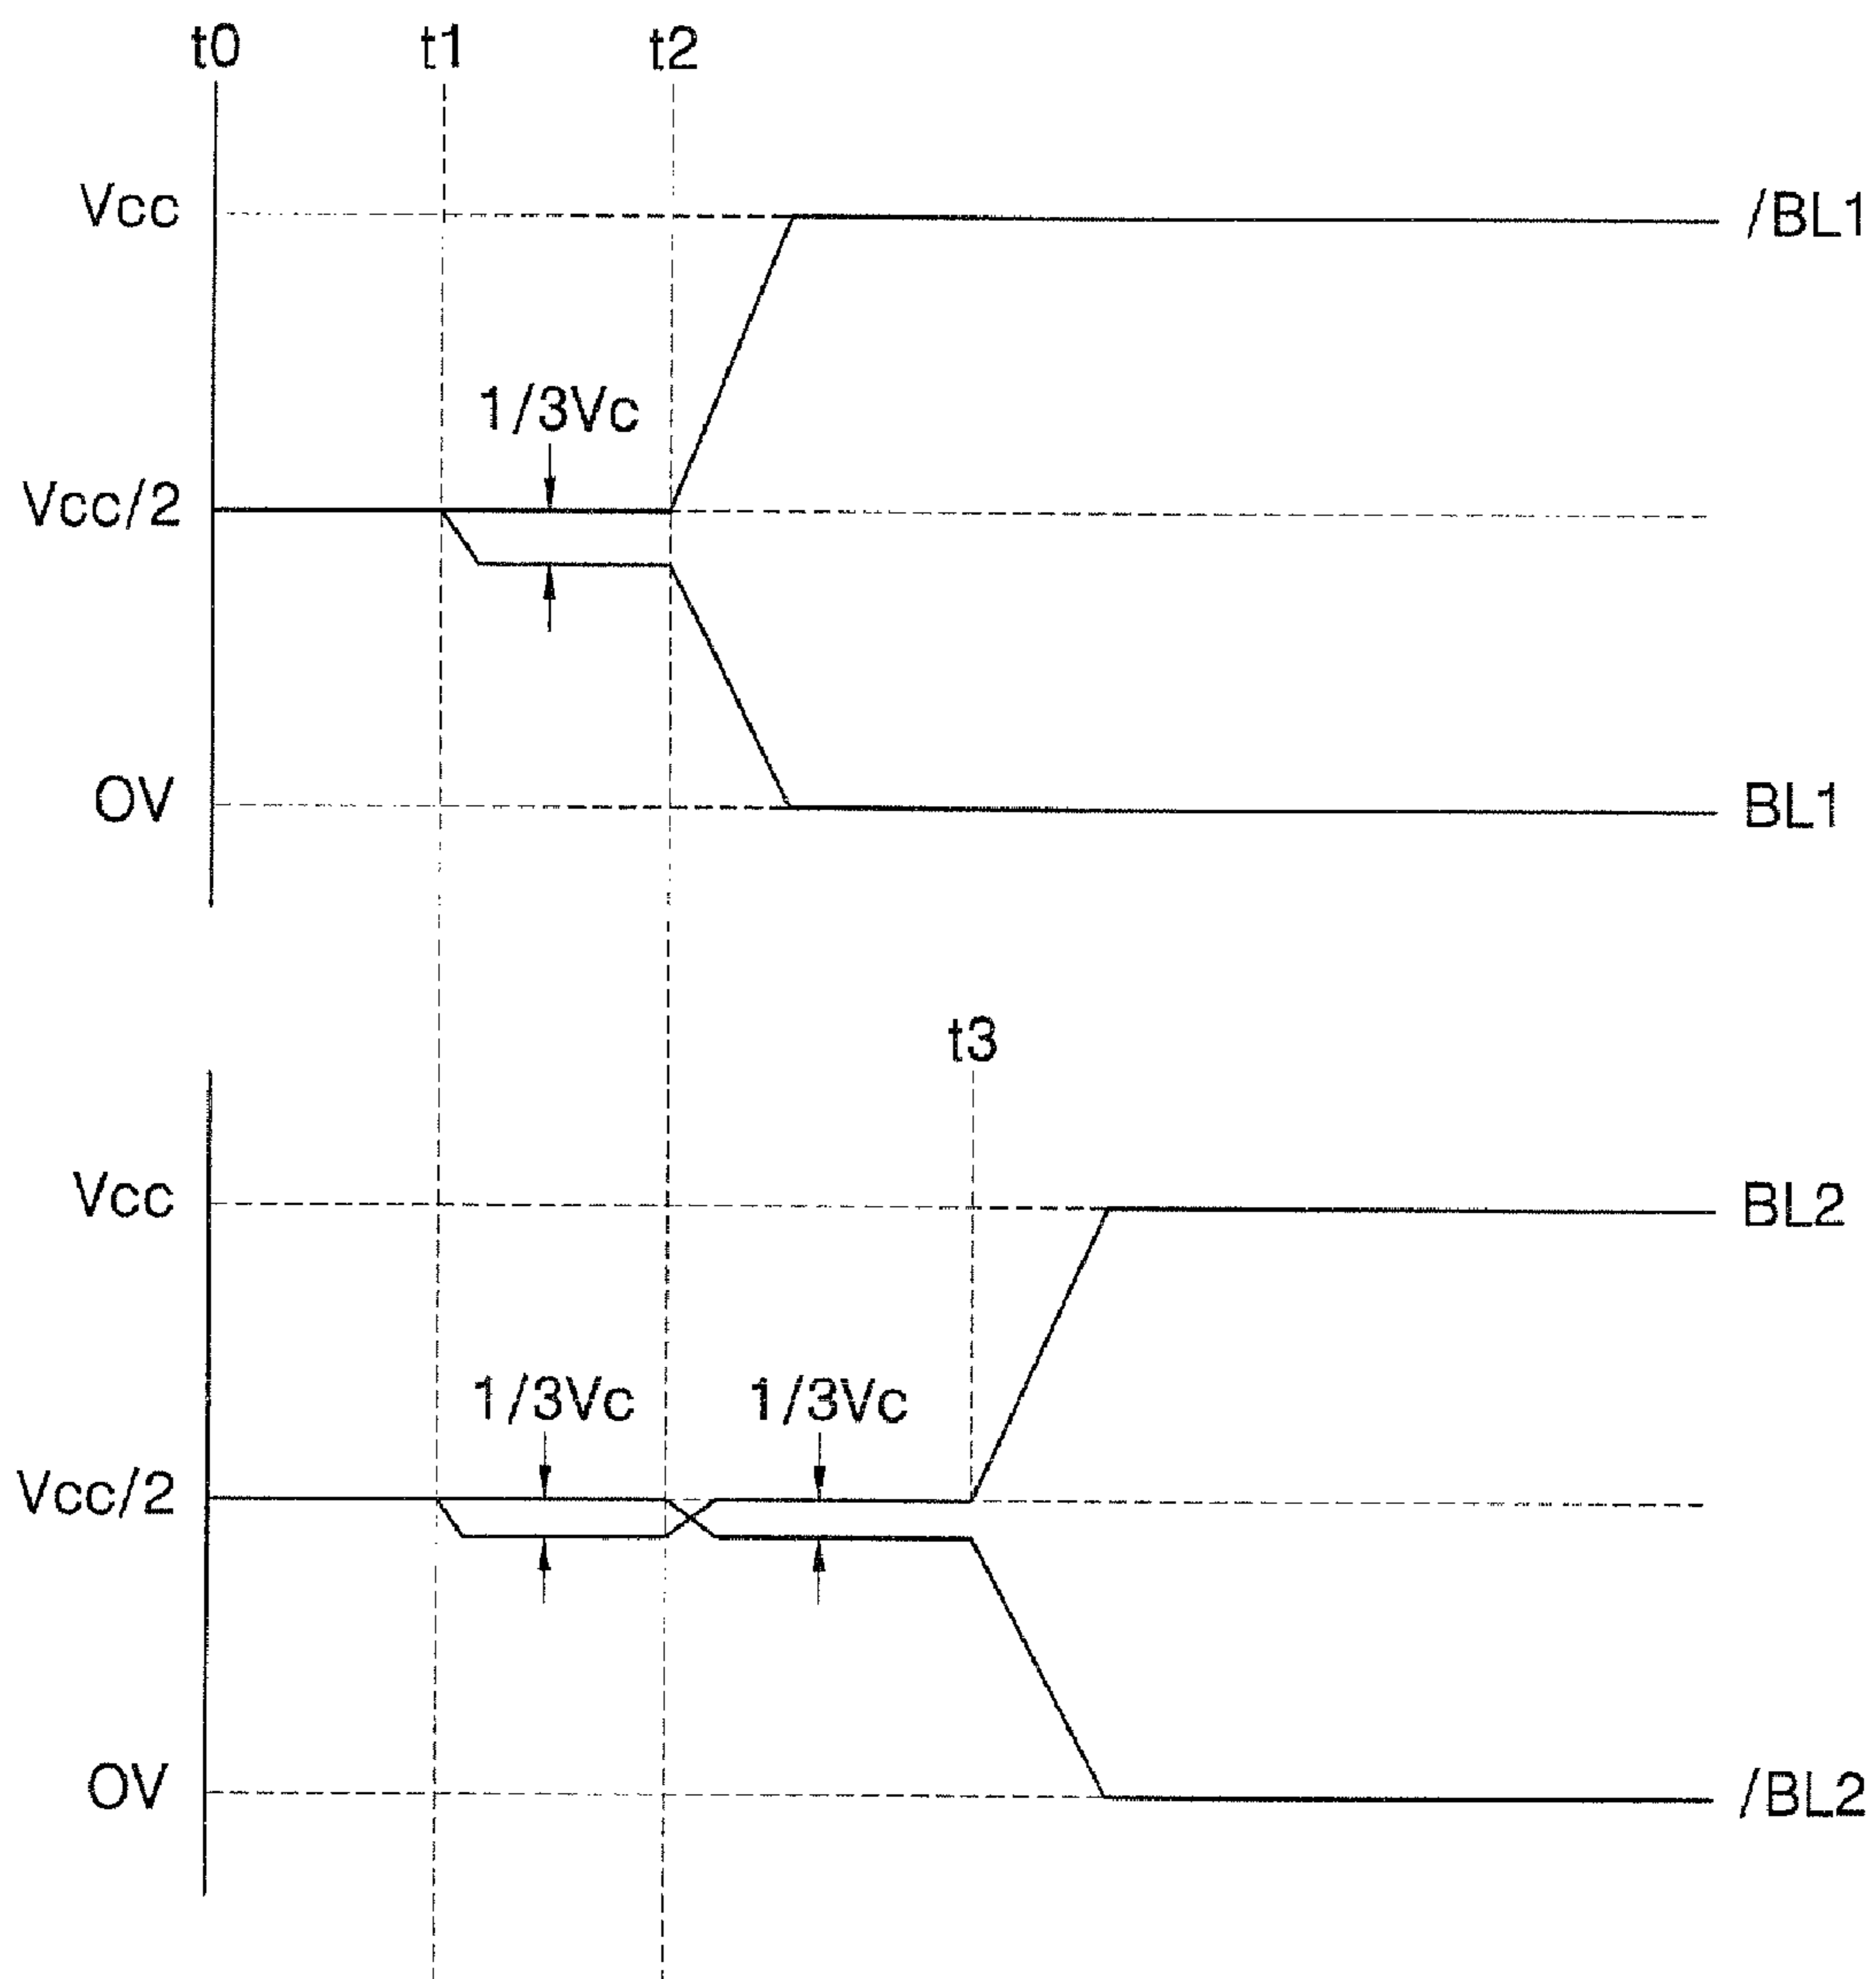 t0 t1 t2
Vcc /BL1
1/3Vc
Vcc/2
OV BL1
t3
Vcc BL2
1/3Vc 1/3Vc
Vcc/2
OV /BL2